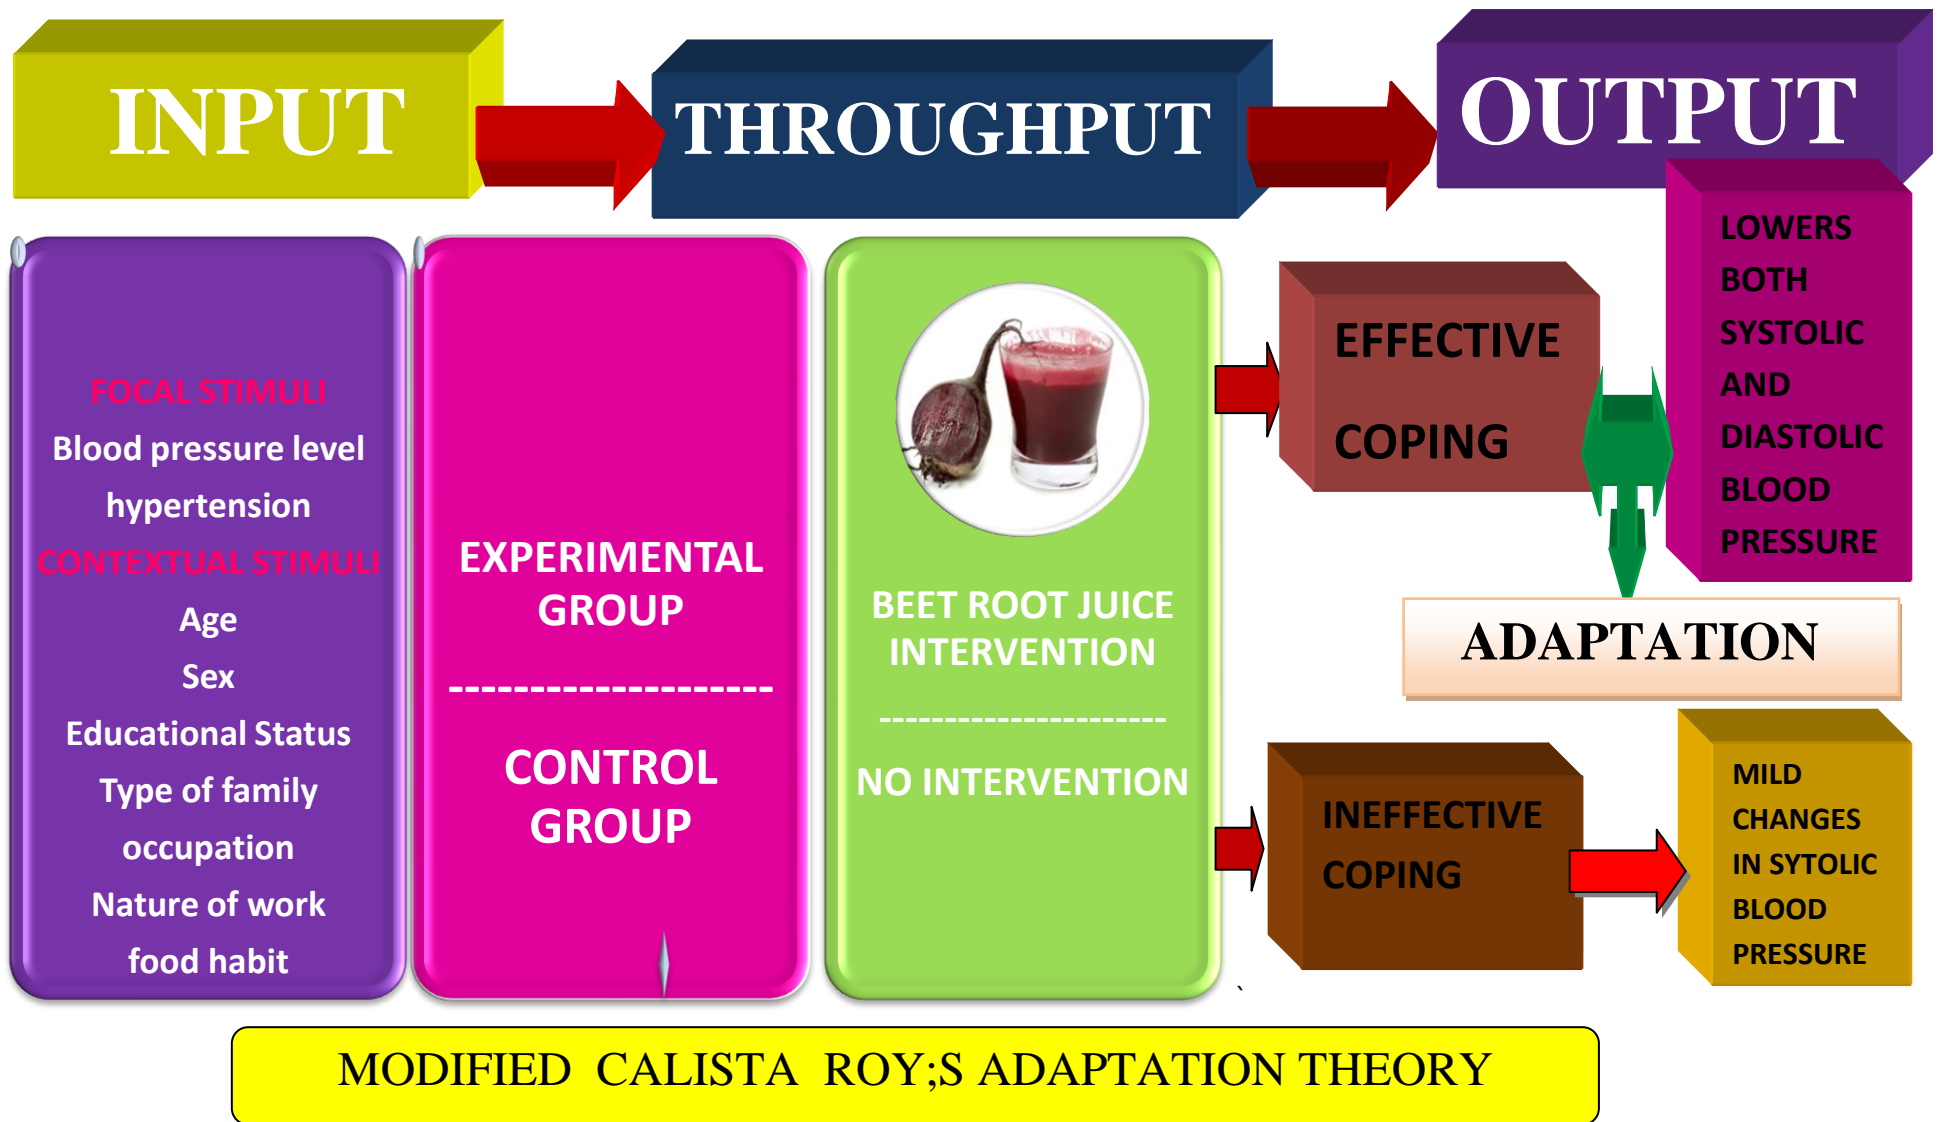 INPUT
THROUGHPUT
OUTPUT
FOCAL STIMULI
Blood pressure level
hypertension
CONTEXTUAL STIMULI
Age
Sex
Educational Status
Type of family
occupation
Nature of work
food habit
EXPERIMENTAL
GROUP
--------------------
CONTROL
GROUP
BEET ROOT JUICE
INTERVENTION
----------------------
NO INTERVENTION
EFFECTIVE
COPING
LOWERS
BOTH
SYSTOLIC
AND
DIASTOLIC
BLOOD
PRESSURE
ADAPTATION
INEFFECTIVE
COPING
MILD
CHANGES
IN SYTOLIC
BLOOD
PRESSURE
`
MODIFIED CALISTA ROY;S ADAPTATION THEORY